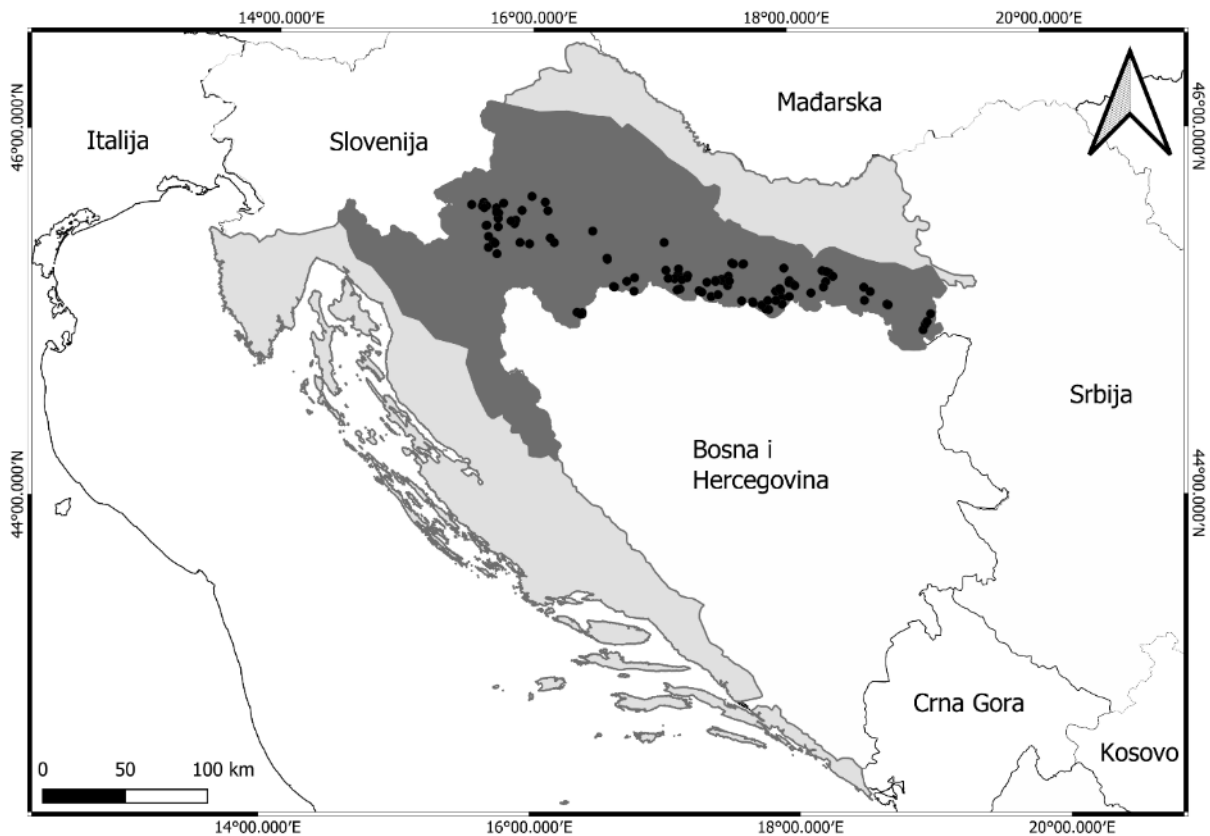 14°00.000′E 16°00.000′E 18°00.000′E 20°00.000′E
46°00.000′N
46°00.000′N
Mađarska
Italija
Slovenija
Srbija
Bosna i
Hercegovina
44°00.000′N
44°00.000′N
Crna Gora
Kosovo
0 50 100 km
14°00.000′E 16°00.000′E 18°00.000′E 20°00.000′E